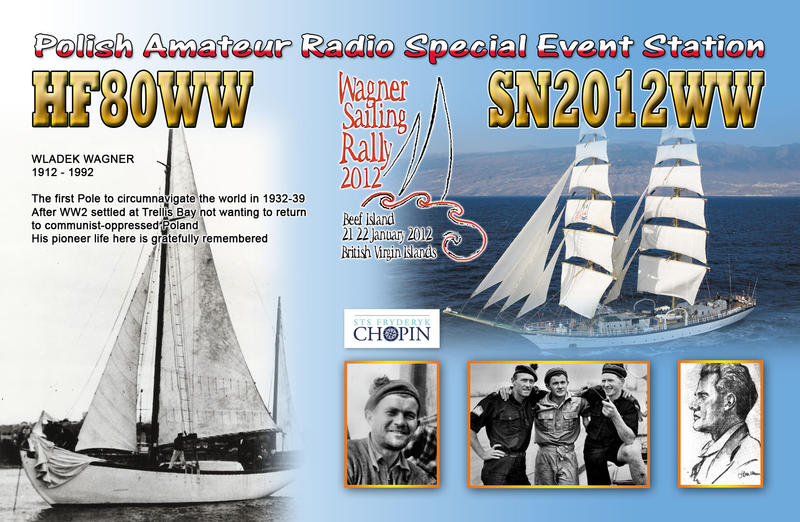 Polish Amateur Radio Special Event Station
HF80WW
SN2012WW
WLADEK WAGNER
1912 - 1992
The first Pole to circumnavigate the world in 1932-39
After WW2 settled at Trellis Bay not wanting to return
to communist-oppressed Poland
His pioneer life here is gratefully remembered
Wagner
Sailing
Rally
2012
Beef Island
21 22 January 2012
British Virgin Islands
STS FRYDERYK
CHOPIN